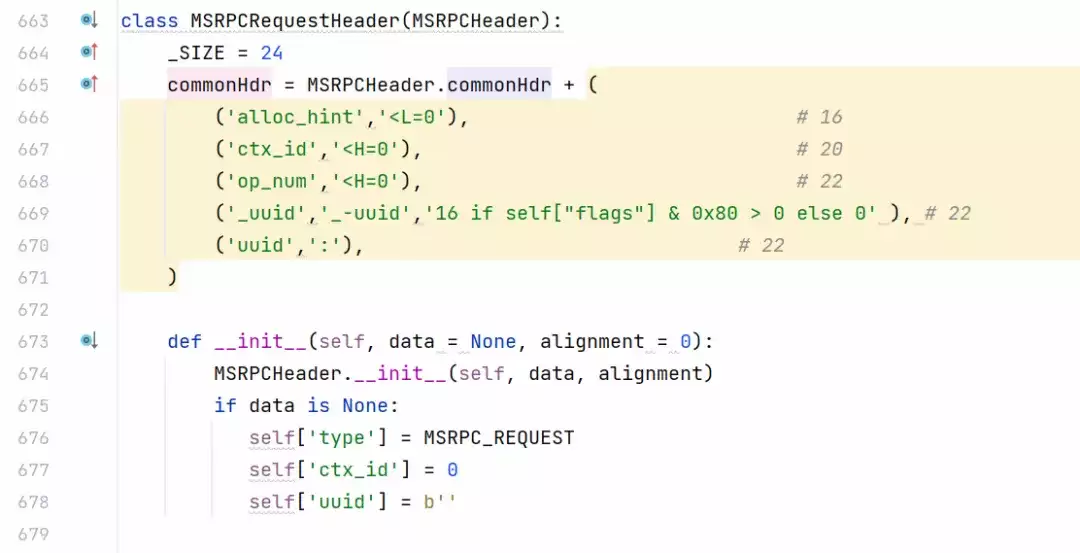 663 class MSRPCRequestHeader(MSRPCHeader):
664     _SIZE = 24
665     commonHdr = MSRPCHeader.commonHdr + (
666         ('alloc_hint','<L=0'),                            # 16
667         ('ctx_id','<H=0'),                                # 20
668         ('op_num','<H=0'),                                # 22
669         ('_uuid','_-uuid','16 if self["flags"] & 0x80 > 0 else 0' ), # 22
670         ('uuid',':'),                                # 22
671     )
672
673     def __init__(self, data = None, alignment = 0):
674         MSRPCHeader.__init__(self, data, alignment)
675         if data is None:
676            self['type'] = MSRPC_REQUEST
677            self['ctx_id'] = 0
678            self['uuid'] = b''
679